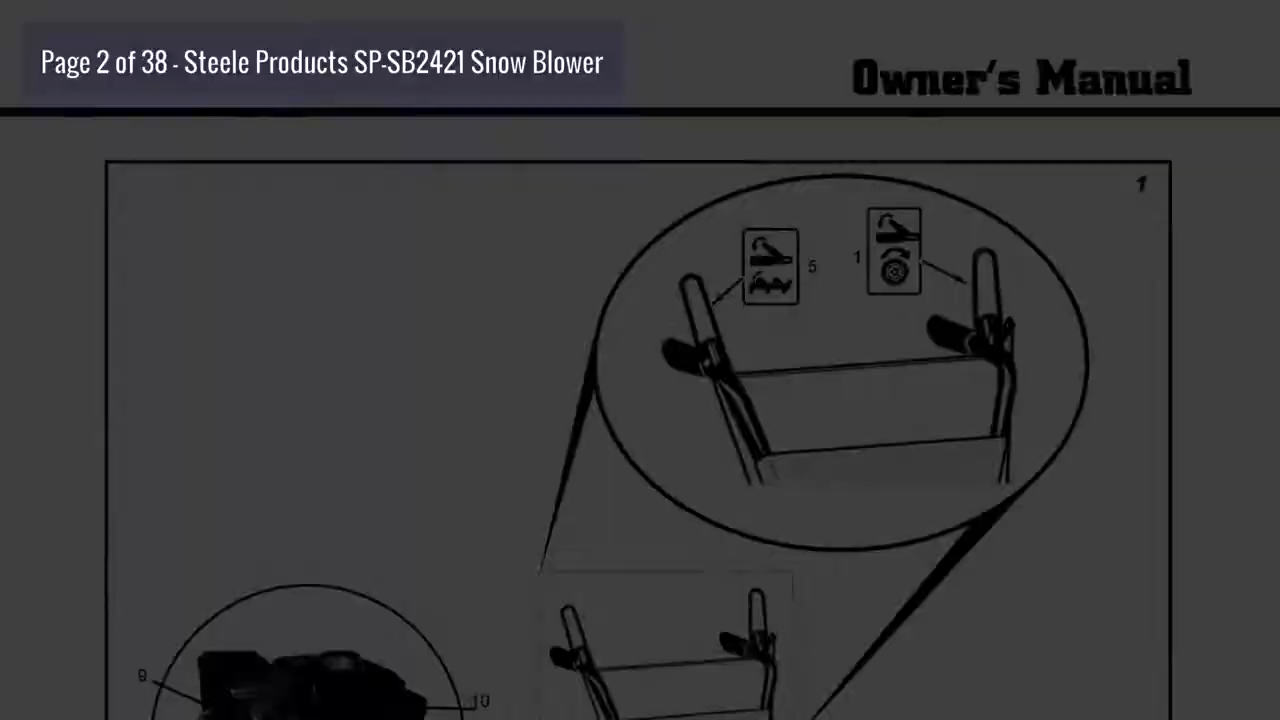 Page 2 of 38 - Steele Products SP-SB2421 Snow Blower
Owner's Manual
1
5
1
9
10